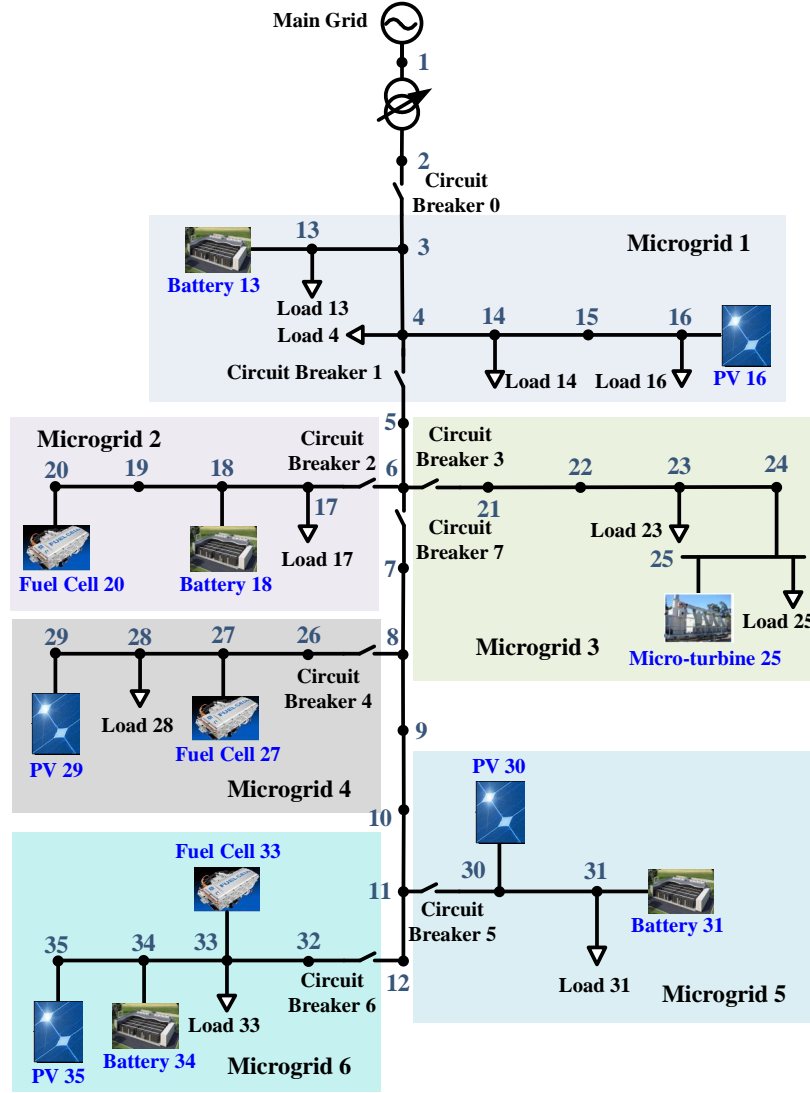 Main Grid
1
2
Circuit
Breaker 0
13
3
Microgrid 1
Battery 13
Load 13
Load 4
4
14
15
16
Circuit Breaker 1
Load 14
Load 16
PV 16
5
Microgrid 2
Circuit
Breaker 2
6
Circuit
Breaker 3
20
19
18
17
21
22
23
24
FUELCELL
Fuel Cell 20
Battery 18
Load 17
Circuit
Breaker 7
Load 23
25
7
Load 25
Micro-turbine 25
Microgrid 3
29
28
27
26
8
Circuit
Breaker 4
Load 28
FUELCELL
Fuel Cell 27
PV 29
9
Microgrid 4
PV 30
10
Fuel Cell 33
FUELCELL
11
30
31
Circuit
Breaker 5
Battery 31
35
34
33
32
Circuit
Breaker 6
12
Load 31
Load 33
Microgrid 5
Battery 34
PV 35
Microgrid 6